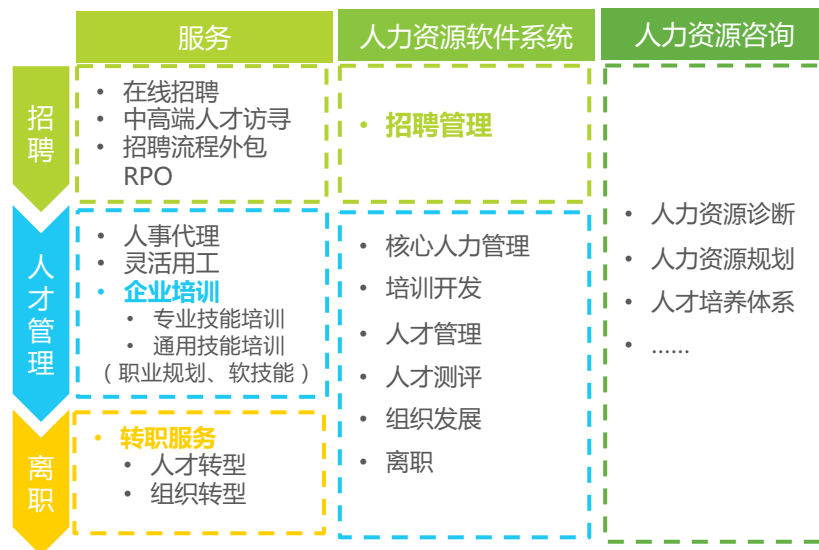 服务
人力资源软件系统
人力资源咨询
招聘
• 在线招聘
• 中高端人才访寻
• 招聘流程外包
RPO
• 招聘管理
人才管理
• 人事代理
• 灵活用工
• 企业培训
• 专业技能培训
• 通用技能培训
（职业规划、软技能）
• 核心人力管理
• 培训开发
• 人才管理
• 人才测评
• 组织发展
• 离职
离职
• 转职服务
• 人才转型
• 组织转型
• 人力资源诊断
• 人力资源规划
• 人才培养体系
• ......